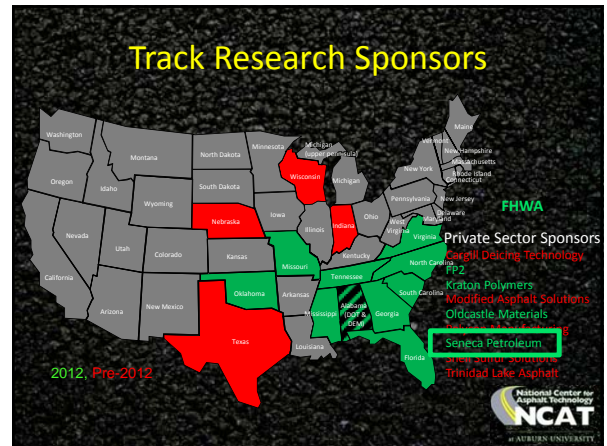 Track Research Sponsors
Washington
Montana
North Dakota
Minnesota
Michigan
(upper peninsula)
Maine
Vermont
New Hampshire
Massachusetts
Rhode Island
Connecticut
New York
Oregon
Idaho
Wyoming
South Dakota
Wisconsin
Michigan
Pennsylvania
New Jersey
Delaware
Maryland
FHWA
Nevada
Utah
Colorado
Nebraska
Iowa
Illinois
Indiana
Ohio
West
Virginia
Virginia
Private Sector Sponsors
Cargill Deicing Technology
FP2
Kraton Polymers
Modified Asphalt Solutions
Oldcastle Materials
Seneca Petroleum
Shell Sulfur Solutions
Trinidad Lake Asphalt
California
Arizona
New Mexico
Kansas
Missouri
Kentucky
Tennessee
North Carolina
South Carolina
Oklahoma
Arkansas
Mississippi
Alabama
(DOT &
DEM)
Georgia
Texas
Louisiana
Florida
2012, Pre-2012
National Center for
Asphalt Technology
NCAT
at AUBURN UNIVERSITY